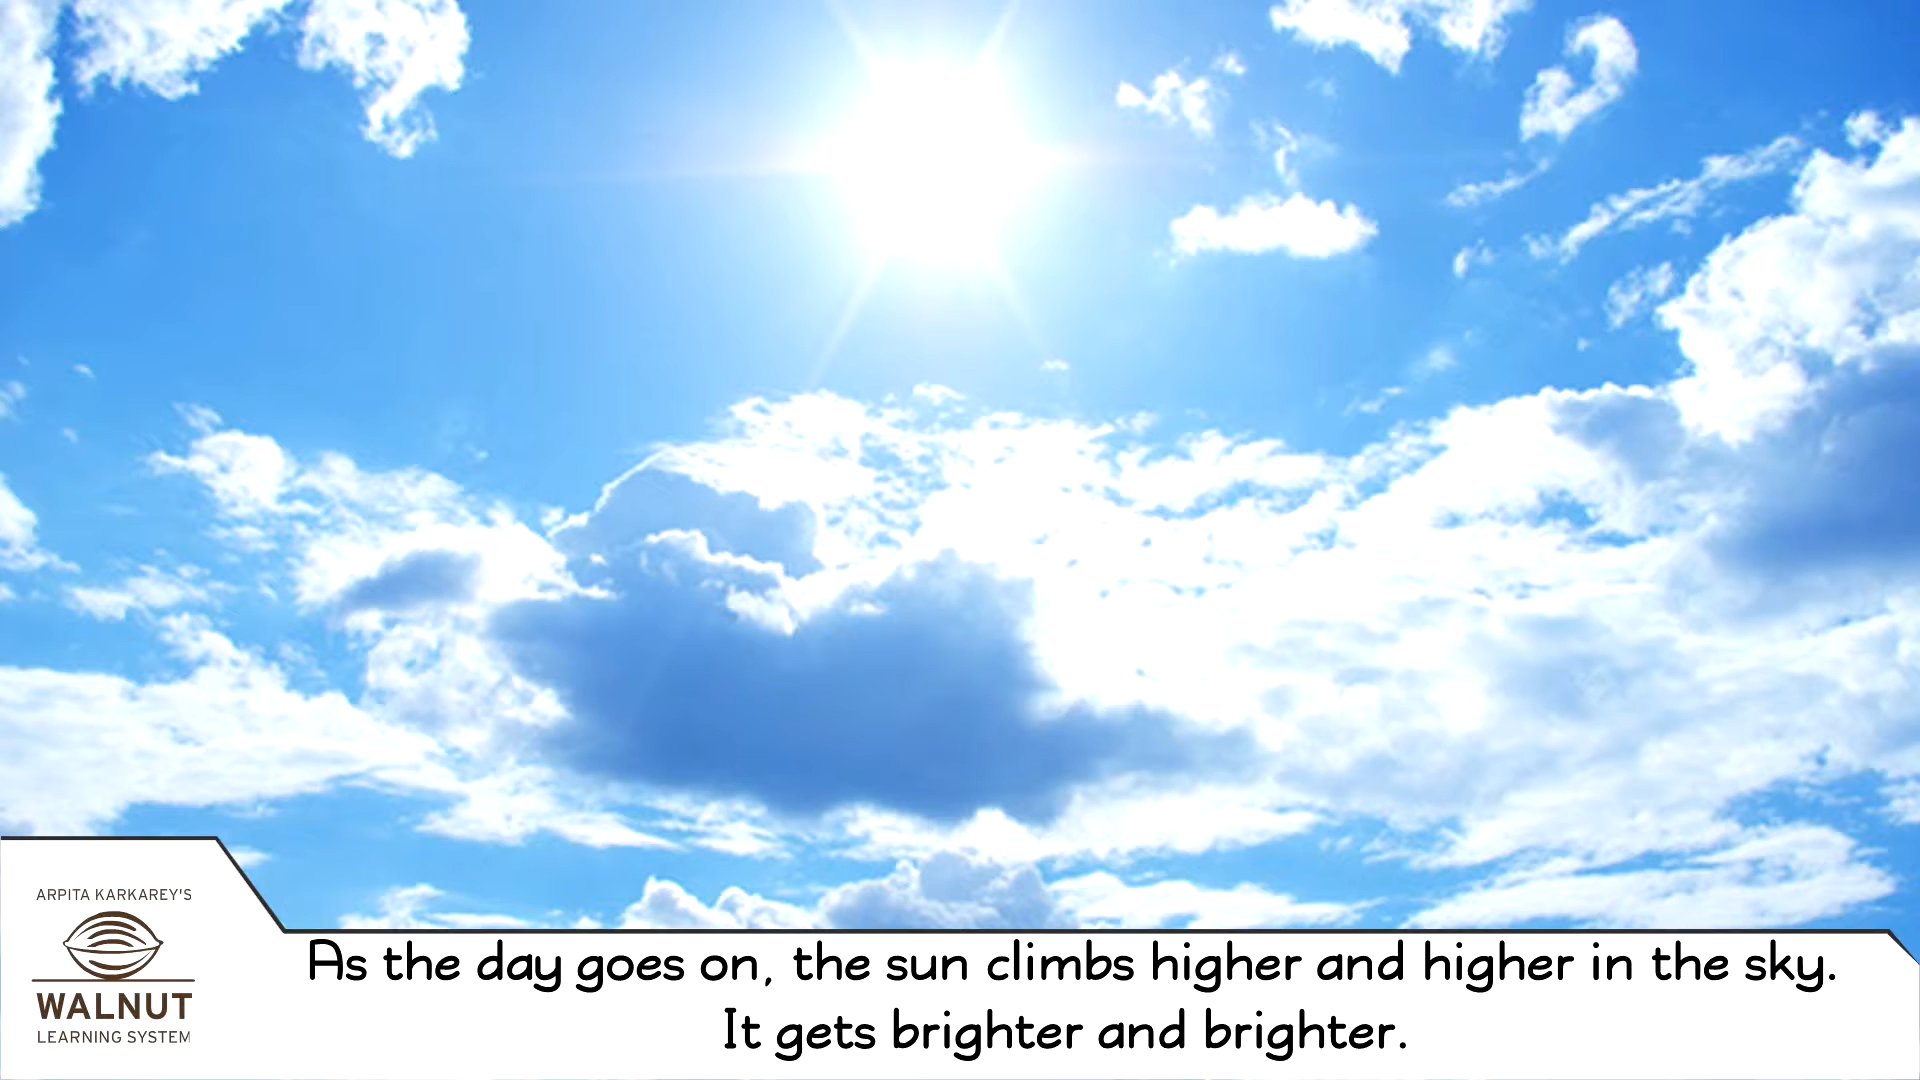 ARPITA KARKAREY'S
WALNUT
LEARNING SYSTEM
As the day goes on, the sun climbs higher and higher in the sky.
It gets brighter and brighter.